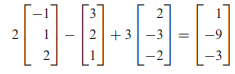 2 [−1 1 2] − [3 2 1] + 3 [2 −3 −2] = [1 −9 −3]